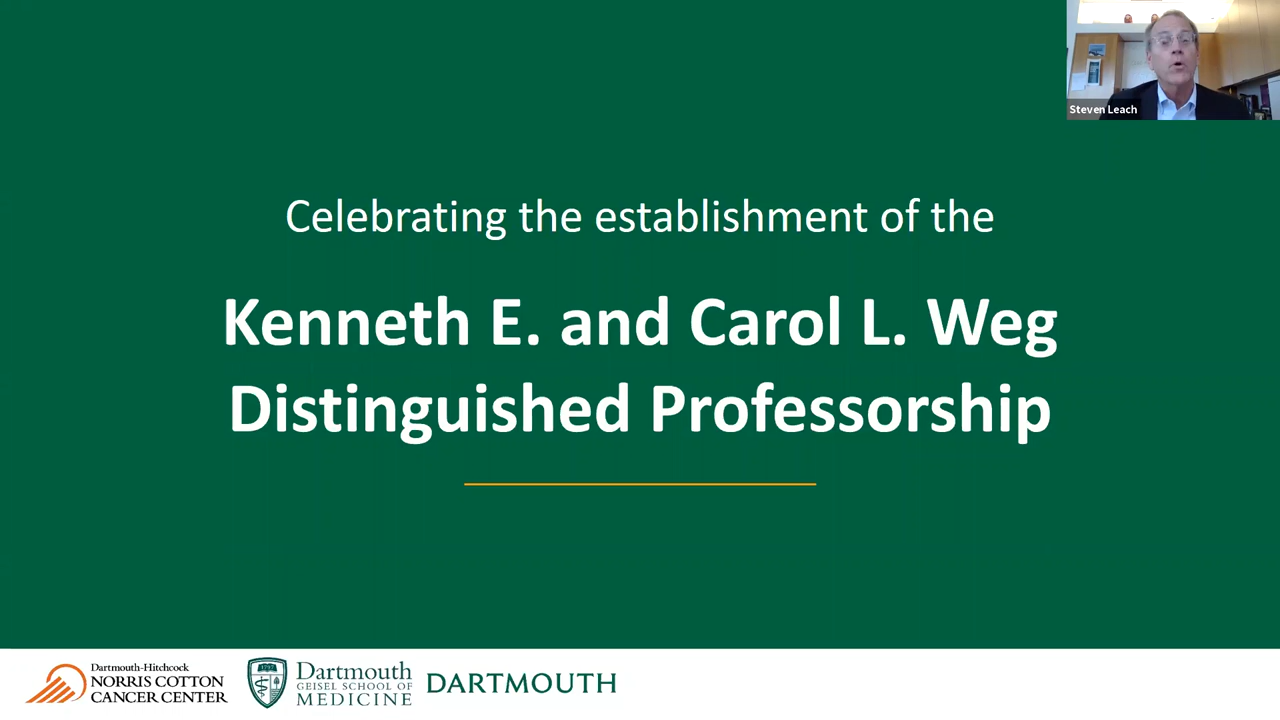 Steven Leach
Celebrating the establishment of the
Kenneth E. and Carol L. Weg
Distinguished Professorship
Dartmouth-Hitchcock
NORRIS COTTON
CANCER CENTER
1797
Dartmouth
GEISEL SCHOOL OF
MEDICINE
DARTMOUTH